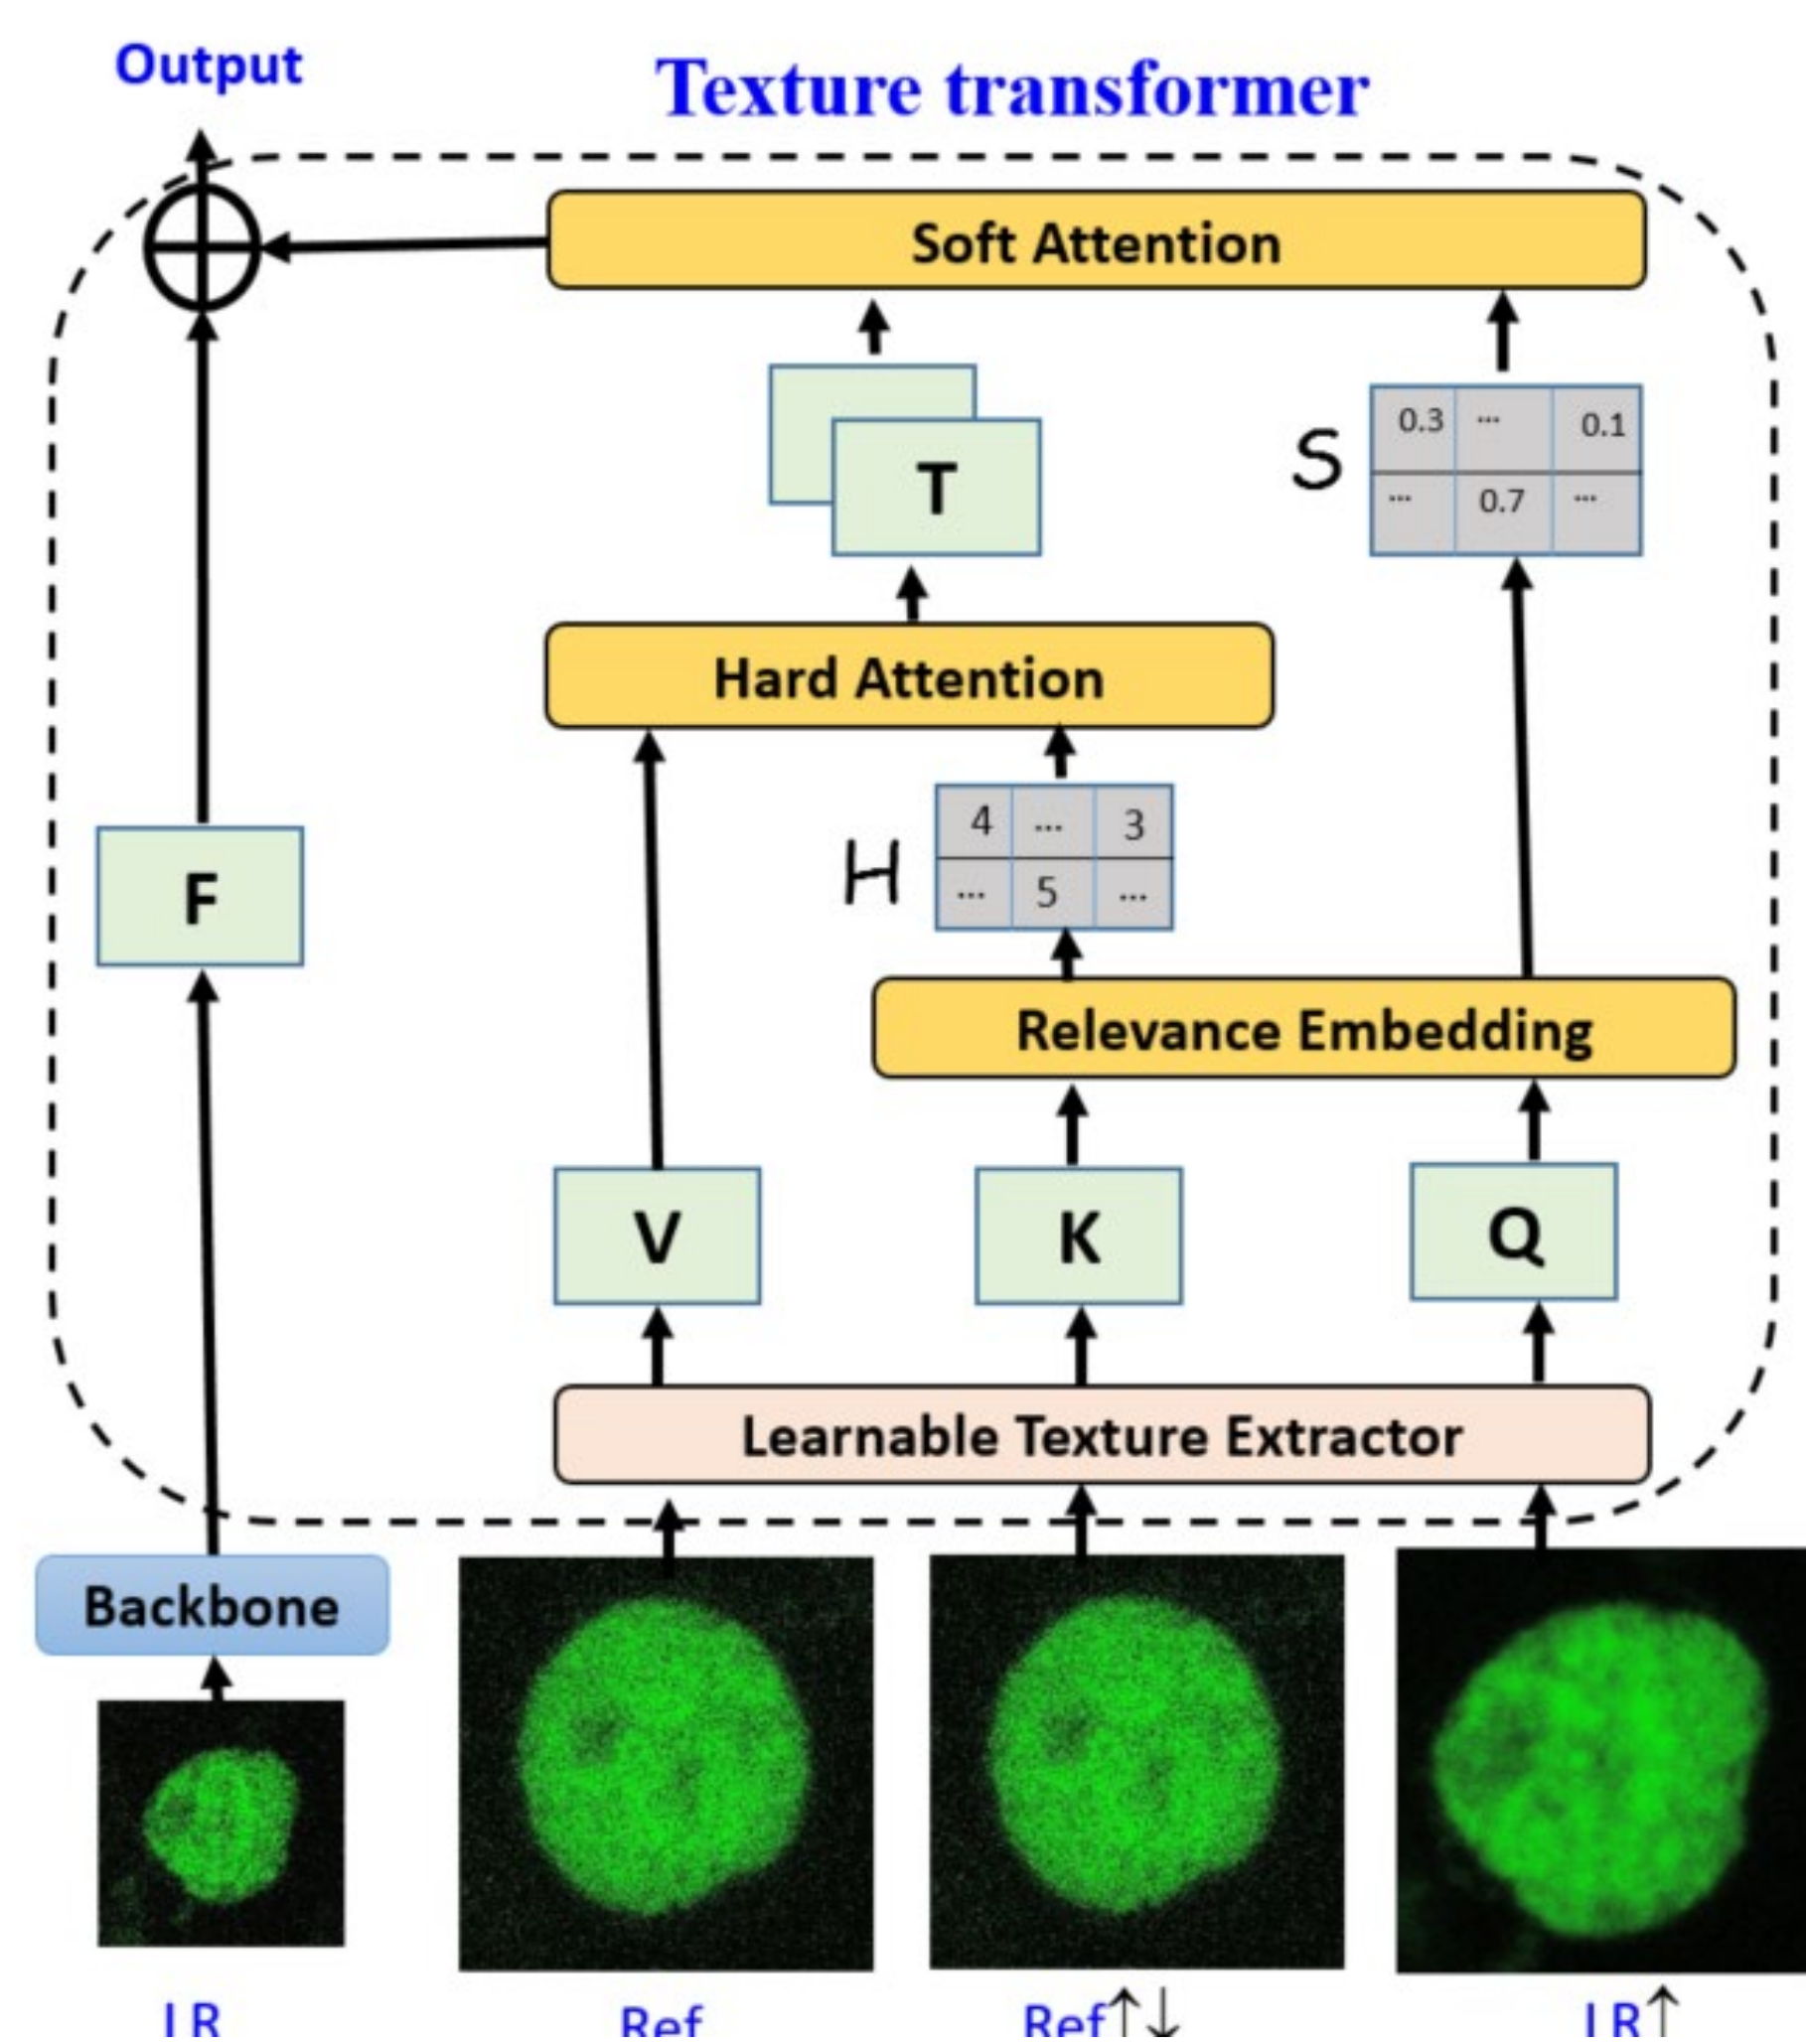 Output
Texture transformer
Soft Attention
T
S
0.3 ... 0.1
... 0.7 ...
Hard Attention
H
4 ... 3
... 5 ...
F
Relevance Embedding
V K Q
Learnable Texture Extractor
Backbone
LR Ref Ref↑↓ LR↑